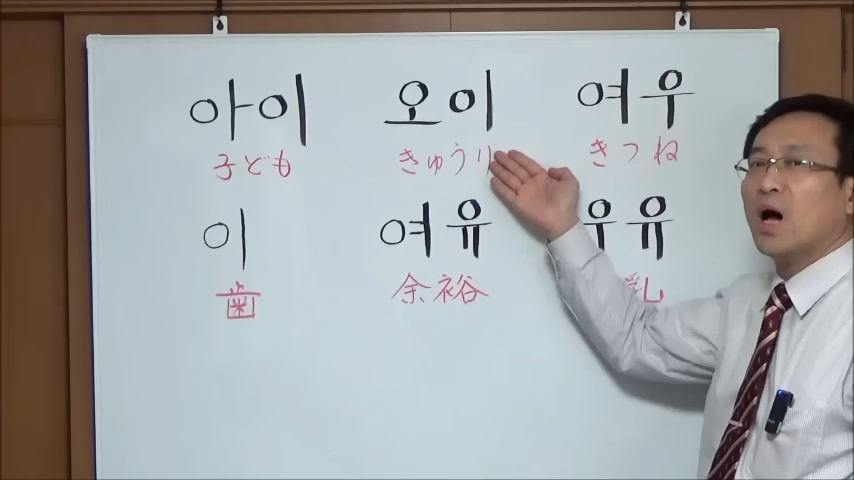 아이 오이 여우
子ども きゅうり きつね
이 여유 우유
歯 余裕 乳